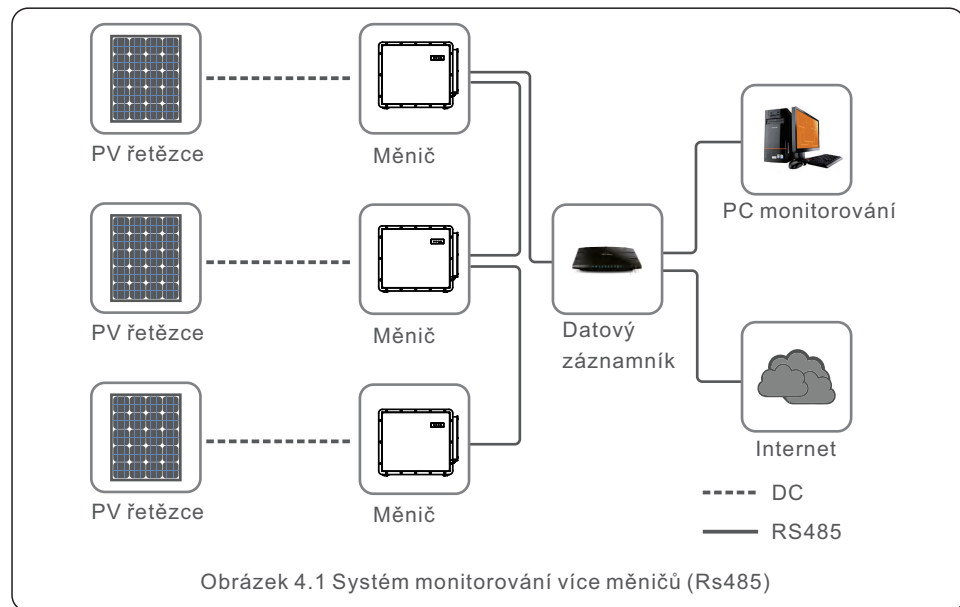 PV řetězce
Měnič
PC monitorování
PV řetězce
Měnič
Datový
záznamník
Internet
PV řetězce
Měnič
DC
RS485
Obrázek 4.1 Systém monitorování více měničů (Rs485)